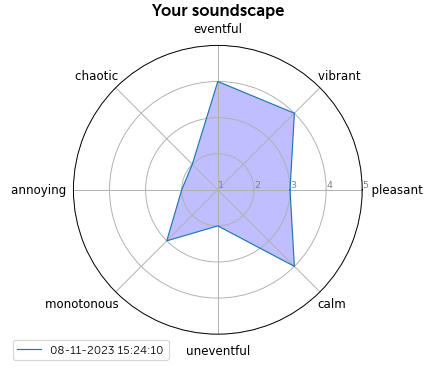 Your soundscape
eventful
chaotic
vibrant
annoying
1 2 3 4 5
pleasant
monotonous
calm
uneventful
08-11-2023 15:24:10